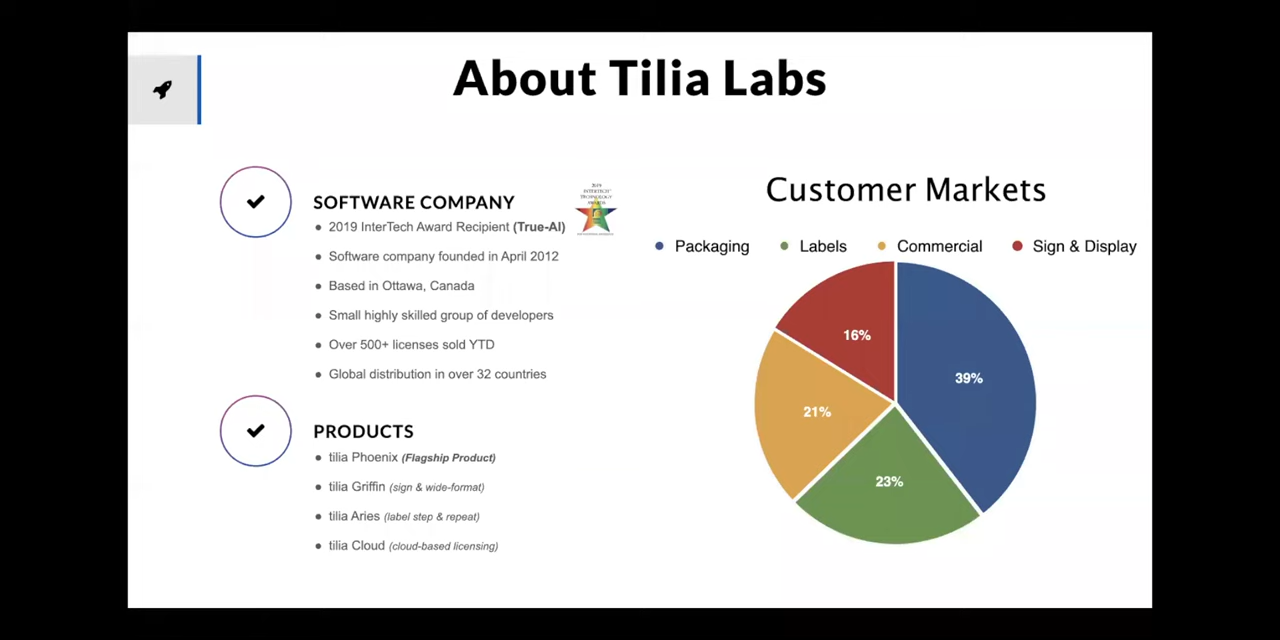 About Tilia Labs
SOFTWARE COMPANY
2019 InterTech Award Recipient (True-AI)
Software company founded in April 2012
Based in Ottawa, Canada
Small highly skilled group of developers
Over 500+ licenses sold YTD
Global distribution in over 32 countries
PRODUCTS
tilia Phoenix (Flagship Product)
tilia Griffin (sign & wide-format)
tilia Aries (label step & repeat)
tilia Cloud (cloud-based licensing)
Customer Markets
Packaging Labels Commercial Sign & Display
16%
39%
21%
23%